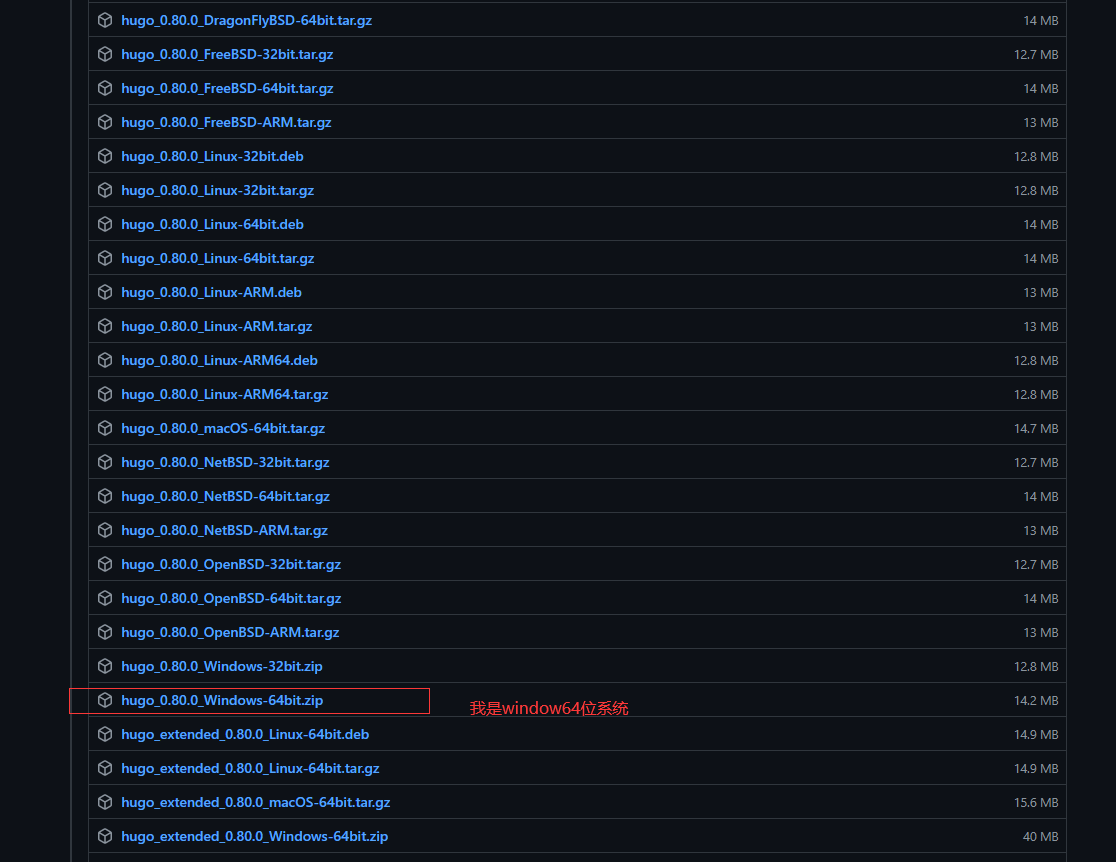 hugo_0.80.0_DragonFlyBSD-64bit.tar.gz 14 MB
hugo_0.80.0_FreeBSD-32bit.tar.gz 12.7 MB
hugo_0.80.0_FreeBSD-64bit.tar.gz 14 MB
hugo_0.80.0_FreeBSD-ARM.tar.gz 13 MB
hugo_0.80.0_Linux-32bit.deb 12.8 MB
hugo_0.80.0_Linux-32bit.tar.gz 12.8 MB
hugo_0.80.0_Linux-64bit.deb 14 MB
hugo_0.80.0_Linux-64bit.tar.gz 14 MB
hugo_0.80.0_Linux-ARM.deb 13 MB
hugo_0.80.0_Linux-ARM.tar.gz 13 MB
hugo_0.80.0_Linux-ARM64.deb 12.8 MB
hugo_0.80.0_Linux-ARM64.tar.gz 12.8 MB
hugo_0.80.0_macOS-64bit.tar.gz 14.7 MB
hugo_0.80.0_NetBSD-32bit.tar.gz 12.7 MB
hugo_0.80.0_NetBSD-64bit.tar.gz 14 MB
hugo_0.80.0_NetBSD-ARM.tar.gz 13 MB
hugo_0.80.0_OpenBSD-32bit.tar.gz 12.7 MB
hugo_0.80.0_OpenBSD-64bit.tar.gz 14 MB
hugo_0.80.0_OpenBSD-ARM.tar.gz 13 MB
hugo_0.80.0_Windows-32bit.zip 12.8 MB
hugo_0.80.0_Windows-64bit.zip 我是window64位系统 14.2 MB
hugo_extended_0.80.0_Linux-64bit.deb 14.9 MB
hugo_extended_0.80.0_Linux-64bit.tar.gz 14.9 MB
hugo_extended_0.80.0_macOS-64bit.tar.gz 15.6 MB
hugo_extended_0.80.0_Windows-64bit.zip 40 MB